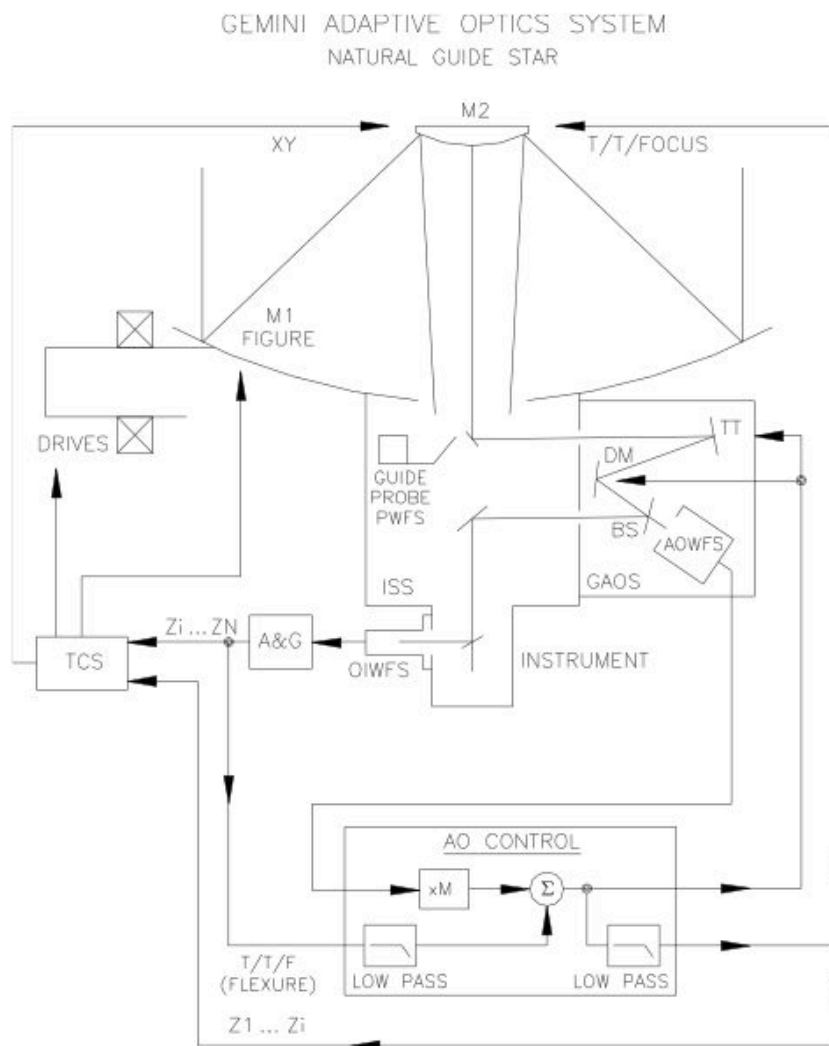 GEMINI ADAPTIVE OPTICS SYSTEM
NATURAL GUIDE STAR
M2
XY
T/T/FOCUS
M1
FIGURE
DRIVES
TT
DM
GUIDE
PROBE
PWFS
BS
AOWFS
ISS
GAOS
Zi ... ZN
A&G
TCS
OIWFS
INSTRUMENT
AO CONTROL
xM
Σ
T/T/F
(FLEXURE)
LOW PASS
LOW PASS
Z1 ... Zi